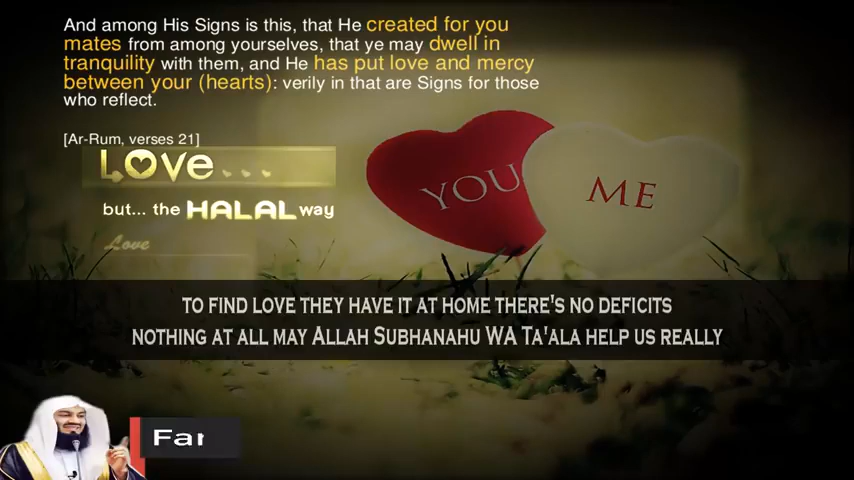 And among His Signs is this, that He created for you
mates from among yourselves, that ye may dwell in
tranquility with them, and He has put love and mercy
between your (hearts): verily in that are Signs for those
who reflect.
[Ar-Rum, verses 21]
Love...
but... the HALAL way
Love
YOU
ME
TO FIND LOVE THEY HAVE IT AT HOME THERE'S NO DEFICITS
NOTHING AT ALL MAY ALLAH SUBHANAHU WA TA'ALA HELP US REALLY
Far